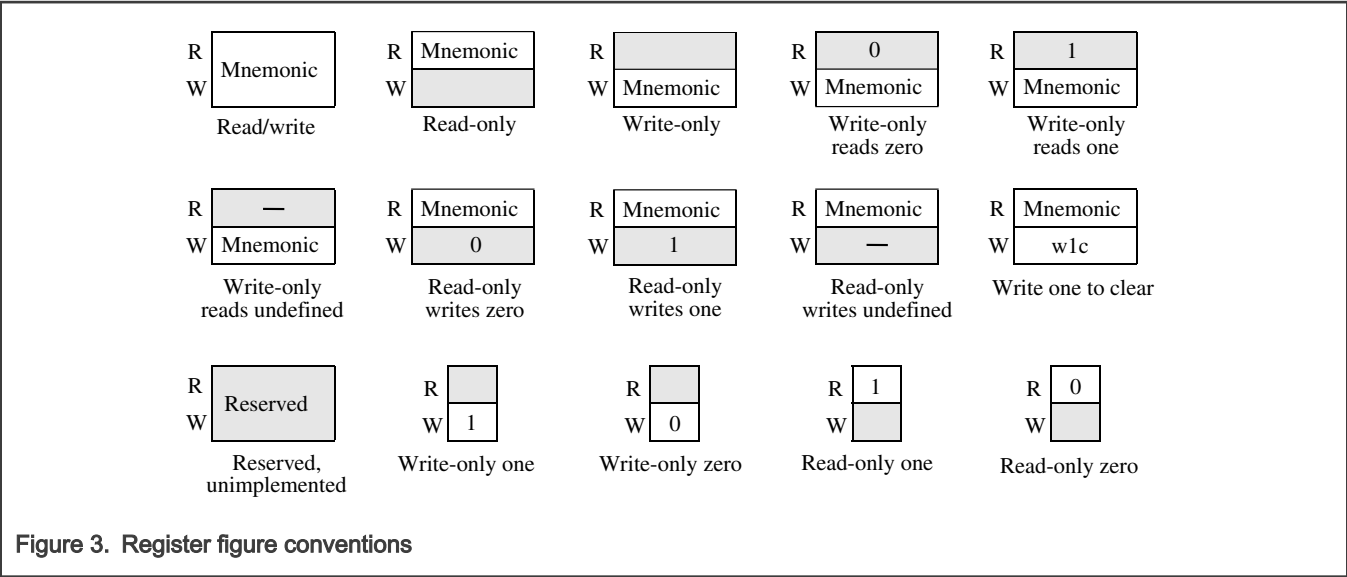 R Mnemonic R Mnemonic R R 0 R 1
W W W Mnemonic W Mnemonic W Mnemonic
Read/write Read-only Write-only Write-only Write-only
reads zero reads one
R — R Mnemonic R Mnemonic R Mnemonic R Mnemonic
W Mnemonic W 0 W 1 W — W w1c
Write-only Read-only Read-only Read-only Write one to clear
reads undefined writes zero writes one writes undefined
R Reserved R R R 1 R 0
W W 1 W 0 W W
Reserved, Write-only one Write-only zero Read-only one Read-only zero
unimplemented
Figure 3. Register figure conventions